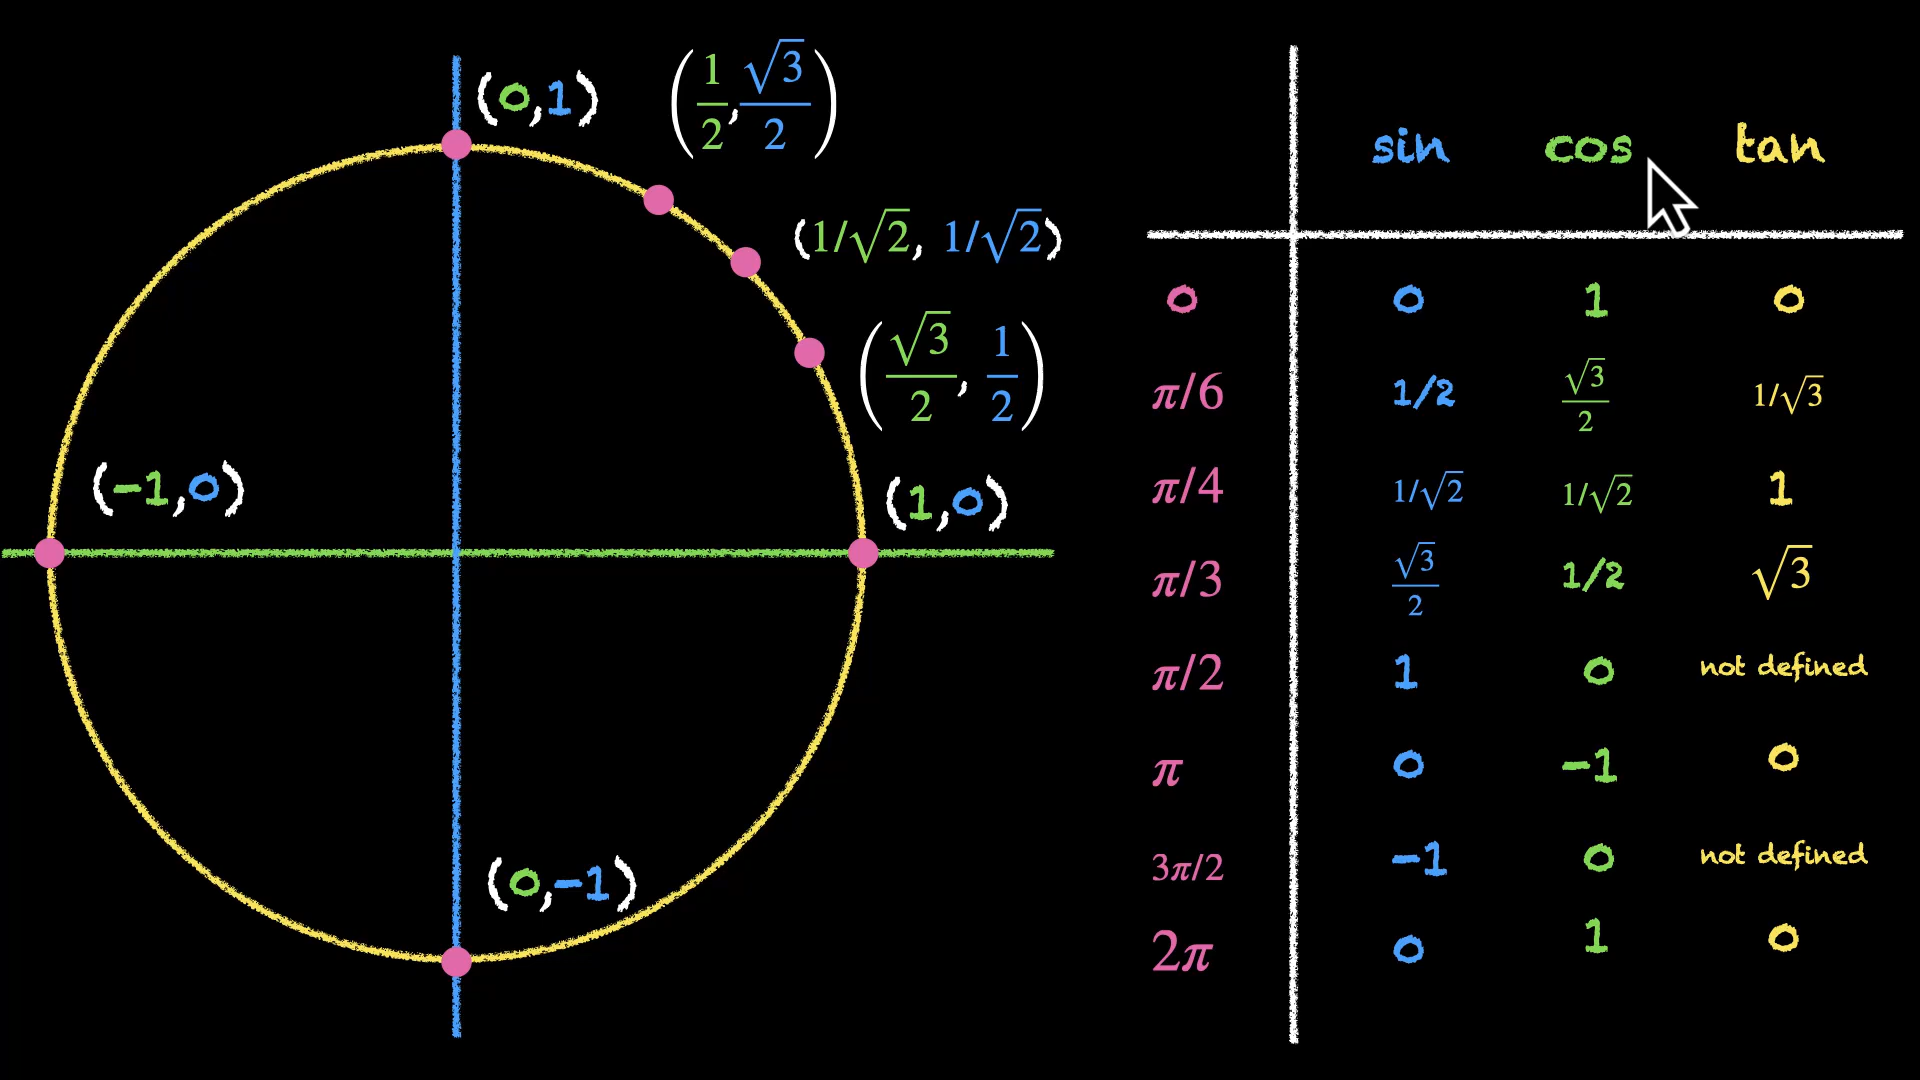 (0,1)
(1/2, √3/2)
(1/√2, 1/√2)
(√3/2, 1/2)
(-1,0)
(1,0)
(0,-1)
sin cos tan
0 0 1 0
π/6 1/2 √3/2 1/√3
π/4 1/√2 1/√2 1
π/3 √3/2 1/2 √3
π/2 1 0 not defined
π 0 -1 0
3π/2 -1 0 not defined
2π 0 1 0